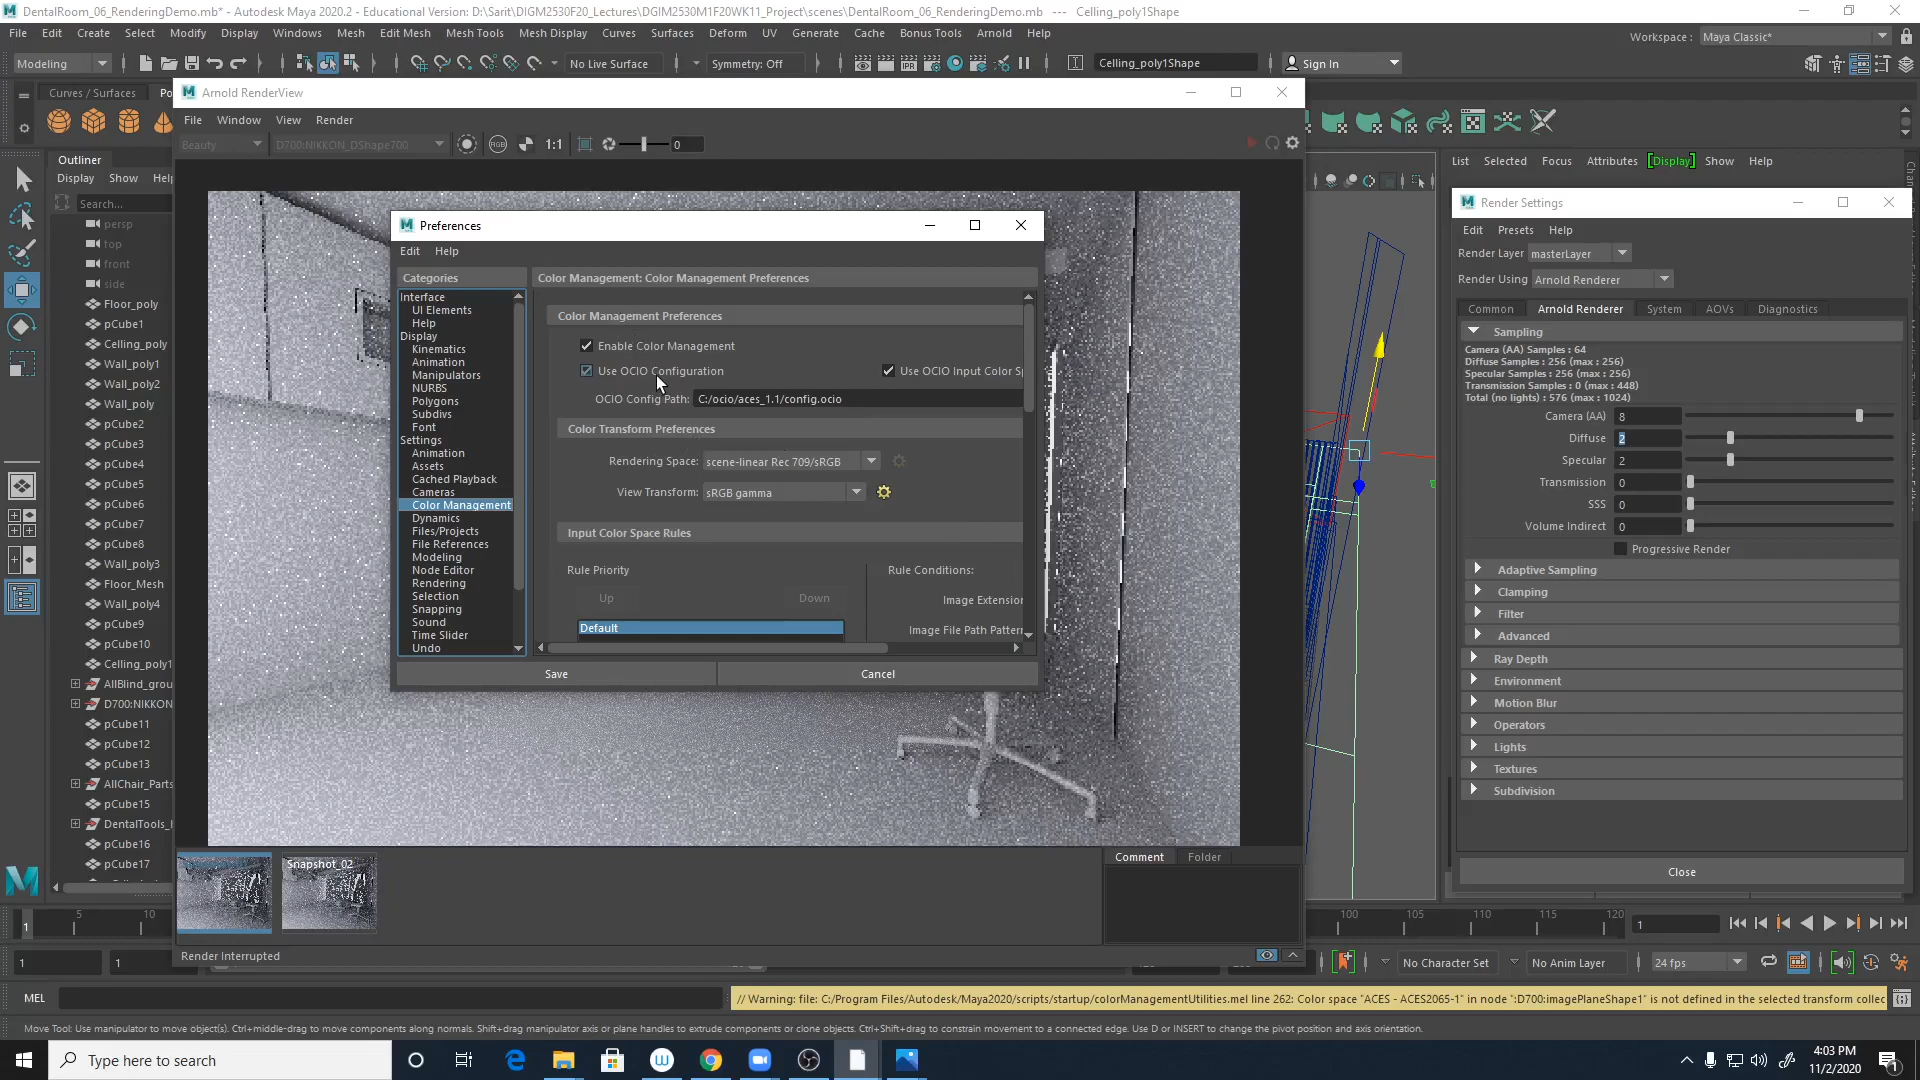 DentalRoom_06_RenderingDemo.mb* - Autodesk Maya 2020.2 - Educational Version: D:\Sarit\DIGM2530F20_Lectures\DGIM2530M1F20WK11_Project\scenes\DentalRoom_06_RenderingDemo.mb --- Celling_poly1Shape
File Edit Create Select Modify Display Windows Mesh Edit Mesh Mesh Tools Mesh Display Curves Surfaces Deform UV Generate Cache Bonus Tools Arnold Help
Workspace : Maya Classic*
Modeling No Live Surface Symmetry: Off Celling_poly1Shape Sign In
Curves / Surfaces Po
Arnold RenderView
File Window View Render
Beauty D700:NIKKON_DShape700 1:1 0
Outliner
Display Show Help
Search...
persp
top
front
side
Floor_poly
pCube1
Celling_poly
Wall_poly1
Wall_poly2
Wall_poly
pCube2
pCube3
pCube4
pCube5
pCube6
pCube7
pCube8
Wall_poly3
Floor_Mesh
Wall_poly4
pCube9
pCube10
Celling_poly1
AllBlind_grou
D700:NIKKON
pCube11
pCube12
pCube13
AllChair_Parts
pCube15
DentalTools_
pCube16
pCube17
Preferences
Edit Help
Categories
Interface
UI Elements
Help
Display
Kinematics
Animation
Manipulators
NURBS
Polygons
Subdivs
Font
Settings
Animation
Assets
Cached Playback
Cameras
Color Management
Dynamics
Files/Projects
File References
Modeling
Node Editor
Rendering
Selection
Snapping
Sound
Time Slider
Undo
Color Management: Color Management Preferences
Color Management Preferences
Enable Color Management
Use OCIO Configuration Use OCIO Input Color Sp
OCIO Config Path: C:/ocio/aces_1.1/config.ocio
Color Transform Preferences
Rendering Space: scene-linear Rec 709/sRGB
View Transform: sRGB gamma
Input Color Space Rules
Rule Priority Rule Conditions:
Up Down Image Extension
Default Image File Path Pattern
Save Cancel
List Selected Focus Attributes [Display] Show Help
Render Settings
Edit Presets Help
Render Layer masterLayer
Render Using Arnold Renderer
Common Arnold Renderer System AOVs Diagnostics
Sampling
Camera (AA) Samples : 64
Diffuse Samples : 256 (max : 256)
Specular Samples : 256 (max : 256)
Transmission Samples : 0 (max : 448)
Total (no lights) : 576 (max : 1024)
Camera (AA) 8
Diffuse 2
Specular 2
Transmission 0
SSS 0
Volume Indirect 0
Progressive Render
Adaptive Sampling
Clamping
Filter
Advanced
Ray Depth
Environment
Motion Blur
Operators
Lights
Textures
Subdivision
Close
Snapshot_02
Comment Folder
Render Interrupted
1 5 10 100 105 110 115 120 1
1 1 No Character Set No Anim Layer 24 fps
MEL // Warning: file: C:/Program Files/Autodesk/Maya2020/scripts/startup/colorManagementUtilities.mel line 262: Color space "ACES - ACES2065-1" in node ":D700:imagePlaneShape1" is not defined in the selected transform collec
Move Tool: Use manipulator to move object(s). Ctrl+middle-drag to move components along normals. Shift+drag manipulator axis or plane handles to extrude components or clone objects. Ctrl+Shift+drag to constrain movement to a connected edge. Use D or INSERT to change the pivot position and axis orientation.
Type here to search
4:03 PM
11/2/2020